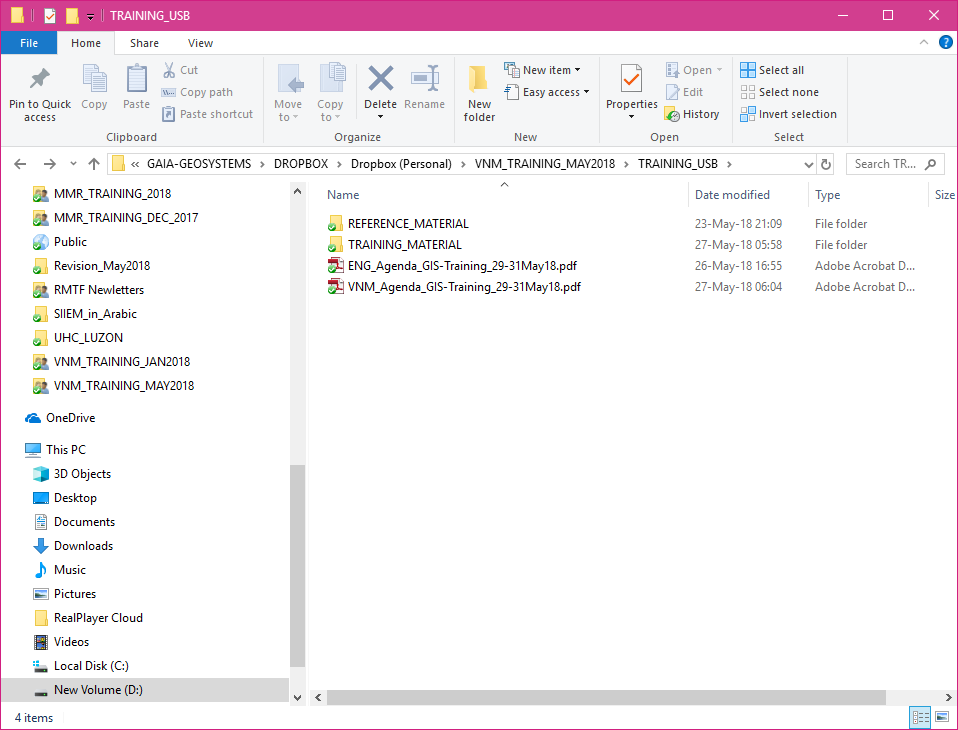 TRAINING_USB
File Home Share View
Pin to Quick access
Copy
Paste
Cut
Copy path
Paste shortcut
Clipboard
Move to
Copy to
Delete
Rename
Organize
New folder
New item
Easy access
New
Properties
Open
Edit
History
Open
Select all
Select none
Invert selection
Select
« GAIA-GEOSYSTEMS > DROPBOX > Dropbox (Personal) > VNM_TRAINING_MAY2018 > TRAINING_USB >
Search TR...
MMR_TRAINING_2018
MMR_TRAINING_DEC_2017
Public
Revision_May2018
RMTF Newletters
SIIEM_in_Arabic
UHC_LUZON
VNM_TRAINING_JAN2018
VNM_TRAINING_MAY2018
OneDrive
This PC
3D Objects
Desktop
Documents
Downloads
Music
Pictures
RealPlayer Cloud
Videos
Local Disk (C:)
New Volume (D:)
Name Date modified Type Size
REFERENCE_MATERIAL 23-May-18 21:09 File folder
TRAINING_MATERIAL 27-May-18 05:58 File folder
ENG_Agenda_GIS-Training_29-31May18.pdf 26-May-18 16:55 Adobe Acrobat D...
VNM_Agenda_GIS-Training_29-31May18.pdf 27-May-18 06:04 Adobe Acrobat D...
4 items